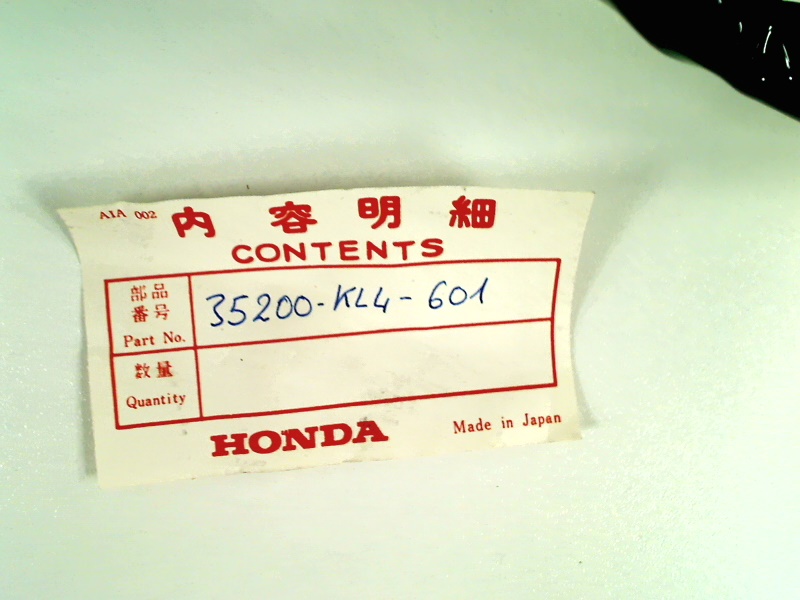 A1A 002
内容明細
CONTENTS
部品
番号
Part No.
35200-KL4-601
数量
Quantity
HONDA
Made in Japan